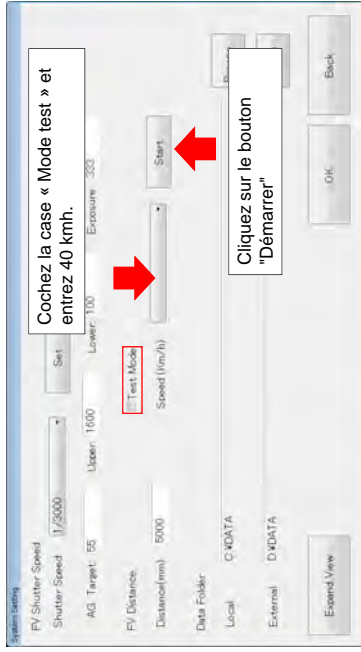 System Setting
FV Shutter Speed
Shutter Speed 1/3000 Set
AG. Target: 55 Upper: 1600 Lower: 100 Exposure 333
Cochez la case « Mode test » et
entrez 40 kmh.
FV Distance
Test Mode
Distance(mm) 5000 Speed (Km/h) Start
Cliquez sur le bouton
"Démarrer"
Data Folder
Local C:¥DATA
External D:¥DATA
Expand View OK Back